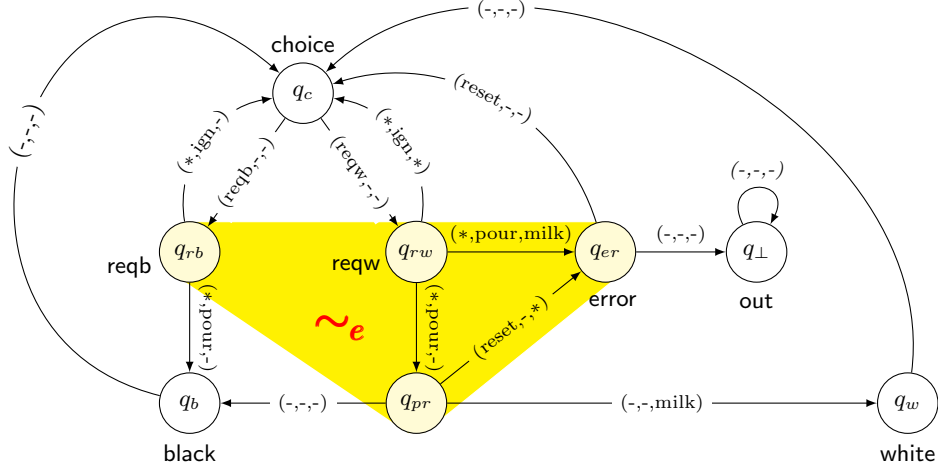 (-,-,-)
choice
q_c
(reset,-,-)
(*,ign,-)
(reqb,-,-)
(reqw,-,-)
(*,ign,*)
(-,-,-)
(-,-,-)
q_rb
reqb
q_rw
reqw
(*,pour,milk)
q_er
error
(-,-,-)
q_⊥
out
(*,pour,-)
~e
(*,pour,-)
(reset,-,*)
q_b
black
(-,-,-)
q_pr
(-,-,milk)
q_w
white